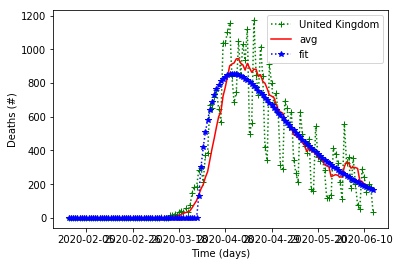 1200
1000
800
600
400
200
0
Deaths (#)
United Kingdom
avg
fit
2020-02-05
2020-02-26
2020-03-18
2020-04-08
2020-04-29
2020-05-20
2020-06-10
Time (days)